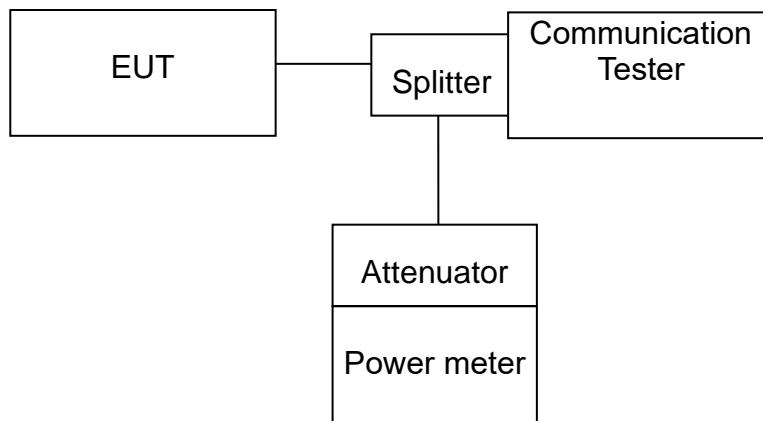 EUT
Splitter
Communication
Tester
Attenuator
Power meter